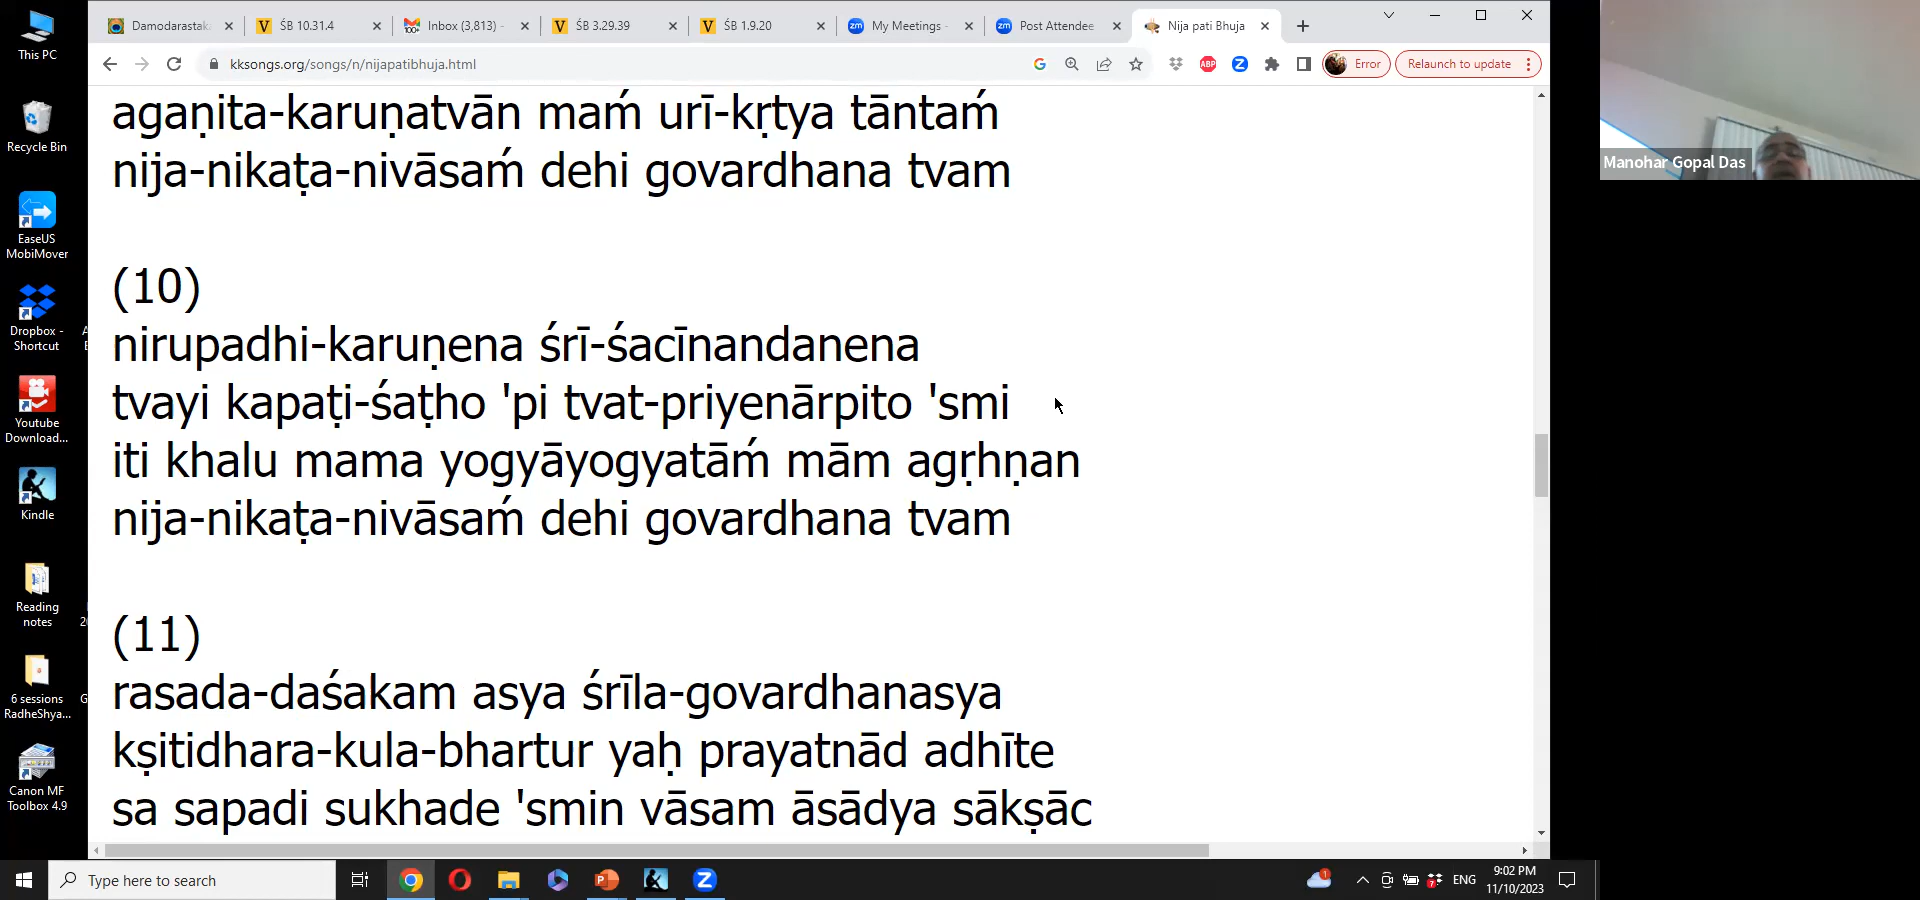 Damodarastaka
ŚB 10.31.4
Inbox (3,813) -
ŚB 3.29.39
ŚB 1.9.20
My Meetings -
Post Attendee
Nija pati Bhuja
kksongs.org/songs/n/nijapatibhuja.html
Error
Relaunch to update
agaṇita-karuṇatvān maḿ urī-kṛtya tāntaḿ
nija-nikaṭa-nivāsaḿ dehi govardhana tvam
(10)
nirupadhi-karuṇena śrī-śacīnandanena
tvayi kapaṭi-śaṭho 'pi tvat-priyenārpito 'smi
iti khalu mama yogyāyogyatāḿ mām agṛhṇan
nija-nikaṭa-nivāsaḿ dehi govardhana tvam
(11)
rasada-daśakam asya śrīla-govardhanasya
kṣitidhara-kula-bhartur yaḥ prayatnād adhīte
sa sapadi sukhade 'smin vāsam āsādya sākṣāc
This PC
Recycle Bin
EaseUS
MobiMover
Dropbox -
Shortcut
Youtube
Download...
Kindle
Reading
notes
6 sessions
RadheShya...
Canon MF
Toolbox 4.9
Manohar Gopal Das
Type here to search
ENG
9:02 PM
11/10/2023